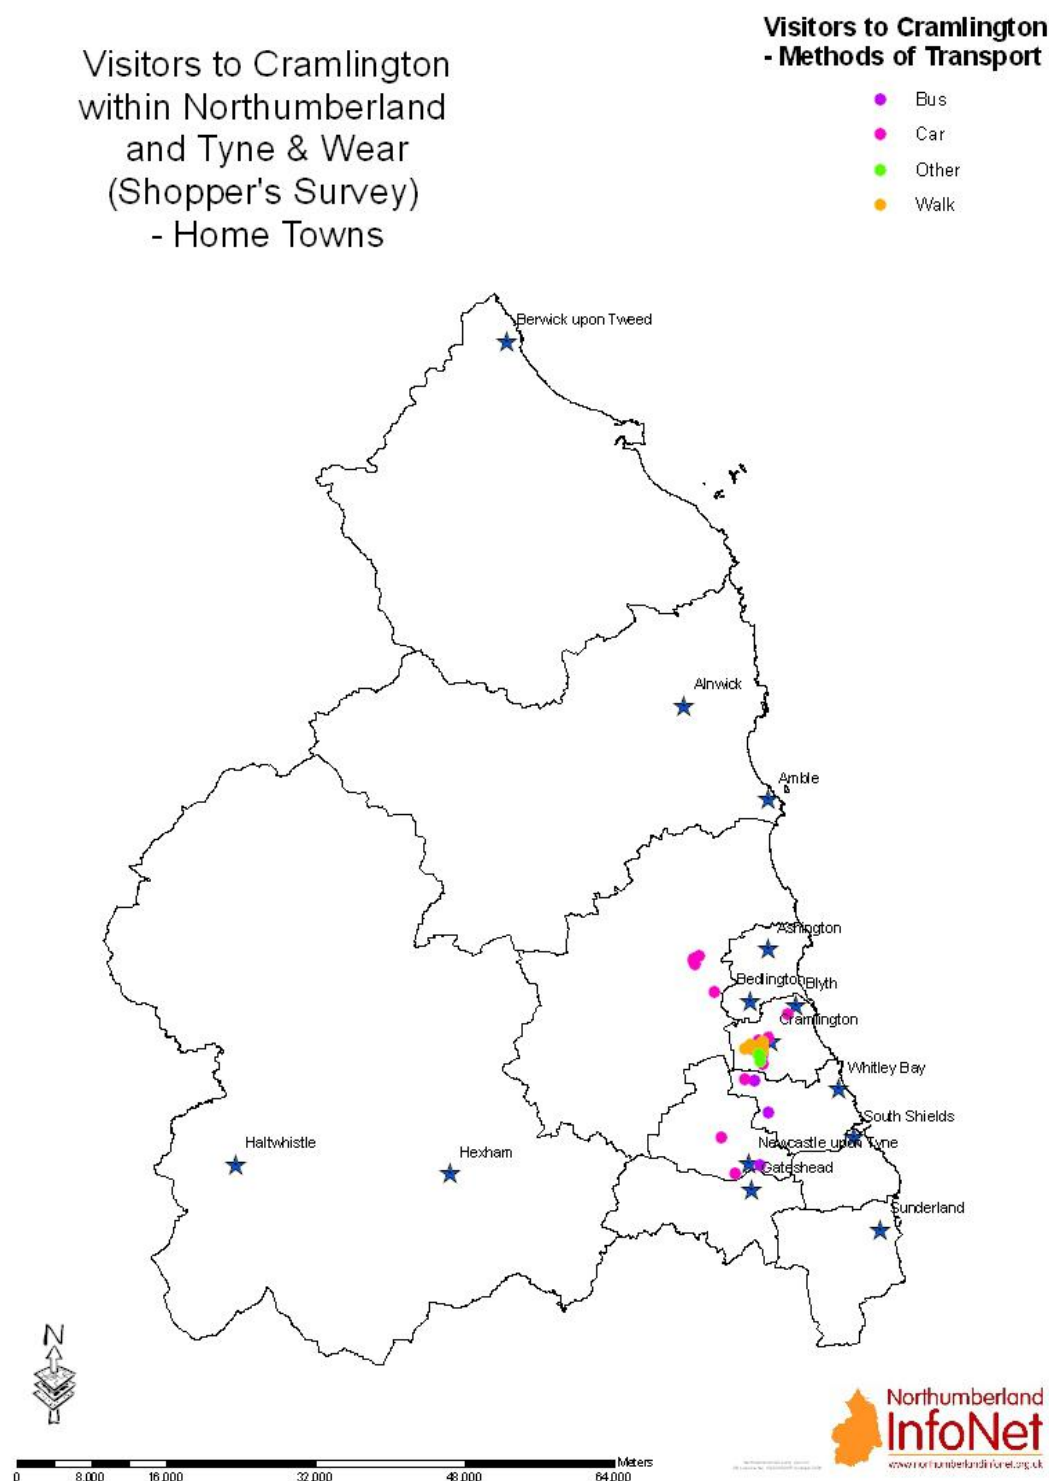 Visitors to Cramlington
within Northumberland
and Tyne & Wear
(Shopper's Survey)
- Home Towns
Visitors to Cramlington
- Methods of Transport
Bus
Car
Other
Walk
Berwick upon Tweed
Alnwick
Amble
Ashington
Bedlington
Blyth
Cramlington
Whitley Bay
South Shields
Newcastle upon Tyne
Gateshead
Haltwhistle
Hexham
Sunderland
N
Meters
0 8,000 16,000 32,000 48,000 64,000
Northumberland
InfoNet
www.northumberlandinfonet.org.uk